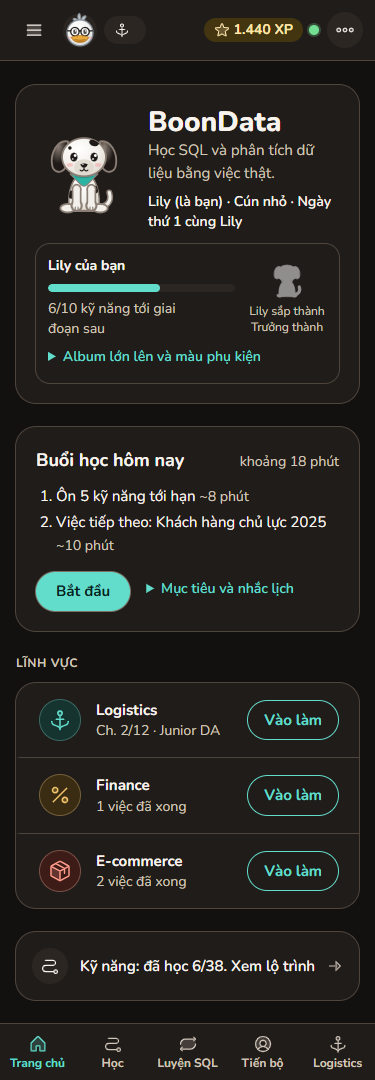 1.440 XP
BoonData
Học SQL và phân tích dữ
liệu bằng việc thật.
Lily (là bạn) · Cún nhỏ · Ngày
thứ 1 cùng Lily
Lily của bạn
6/10 kỹ năng tới giai
đoạn sau
Lily sắp thành
Trưởng thành
Album lớn lên và màu phụ kiện
Buổi học hôm nay
khoảng 18 phút
1. Ôn 5 kỹ năng tới hạn ~8 phút
2. Việc tiếp theo: Khách hàng chủ lực 2025
~10 phút
Bắt đầu
Mục tiêu và nhắc lịch
LĨNH VỰC
Logistics
Ch. 2/12 · Junior DA
Vào làm
Finance
1 việc đã xong
Vào làm
E-commerce
2 việc đã xong
Vào làm
Kỹ năng: đã học 6/38. Xem lộ trình
Trang chủ
Học
Luyện SQL
Tiến bộ
Logistics